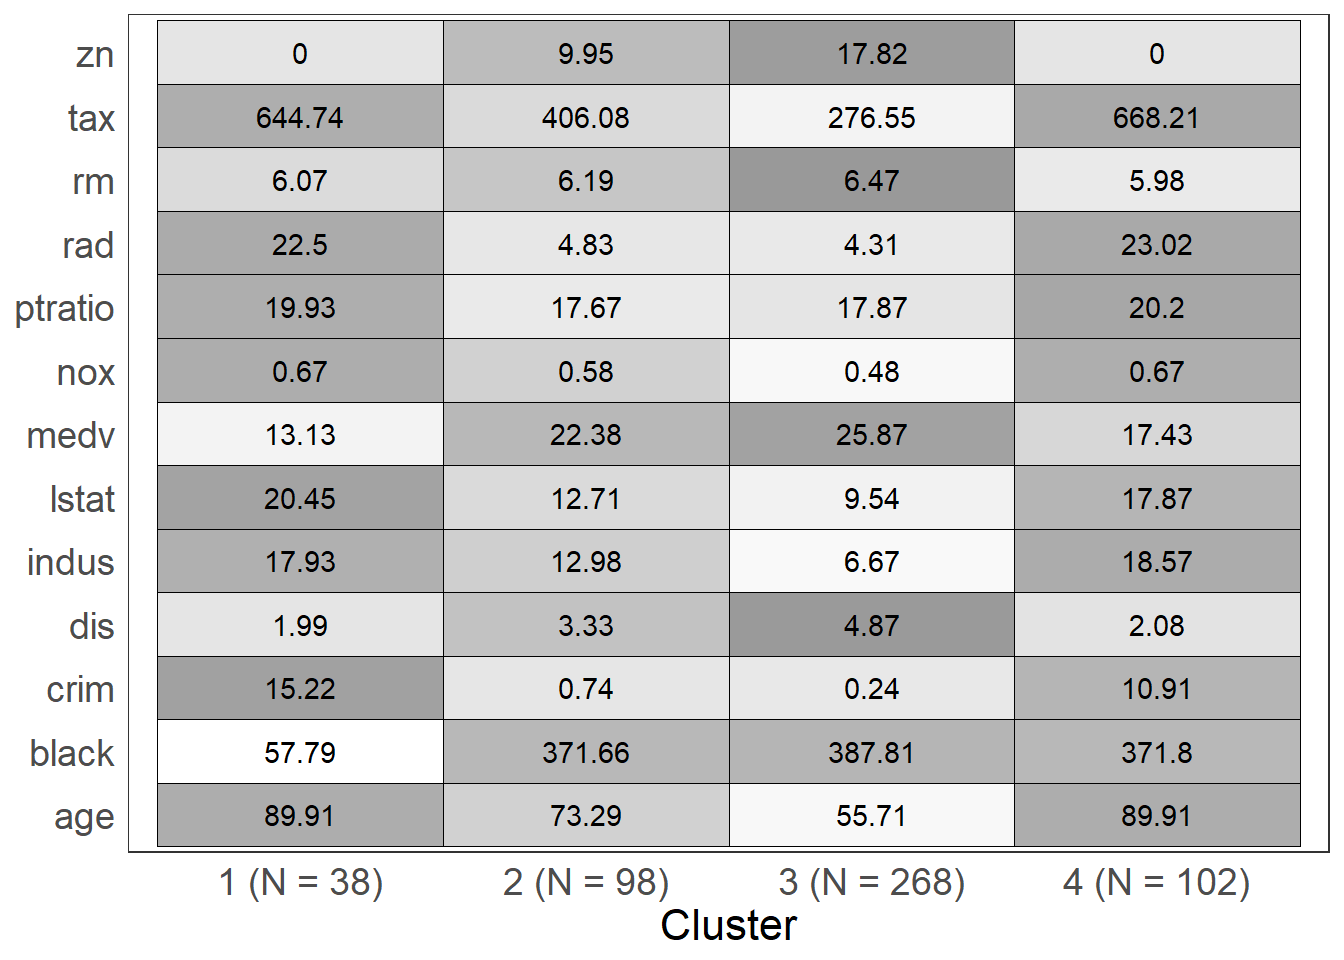 zn 0 9.95 17.82 0
tax 644.74 406.08 276.55 668.21
rm 6.07 6.19 6.47 5.98
rad 22.5 4.83 4.31 23.02
ptratio 19.93 17.67 17.87 20.2
nox 0.67 0.58 0.48 0.67
medv 13.13 22.38 25.87 17.43
lstat 20.45 12.71 9.54 17.87
indus 17.93 12.98 6.67 18.57
dis 1.99 3.33 4.87 2.08
crim 15.22 0.74 0.24 10.91
black 57.79 371.66 387.81 371.8
age 89.91 73.29 55.71 89.91
1 (N = 38) 2 (N = 98) 3 (N = 268) 4 (N = 102)
Cluster